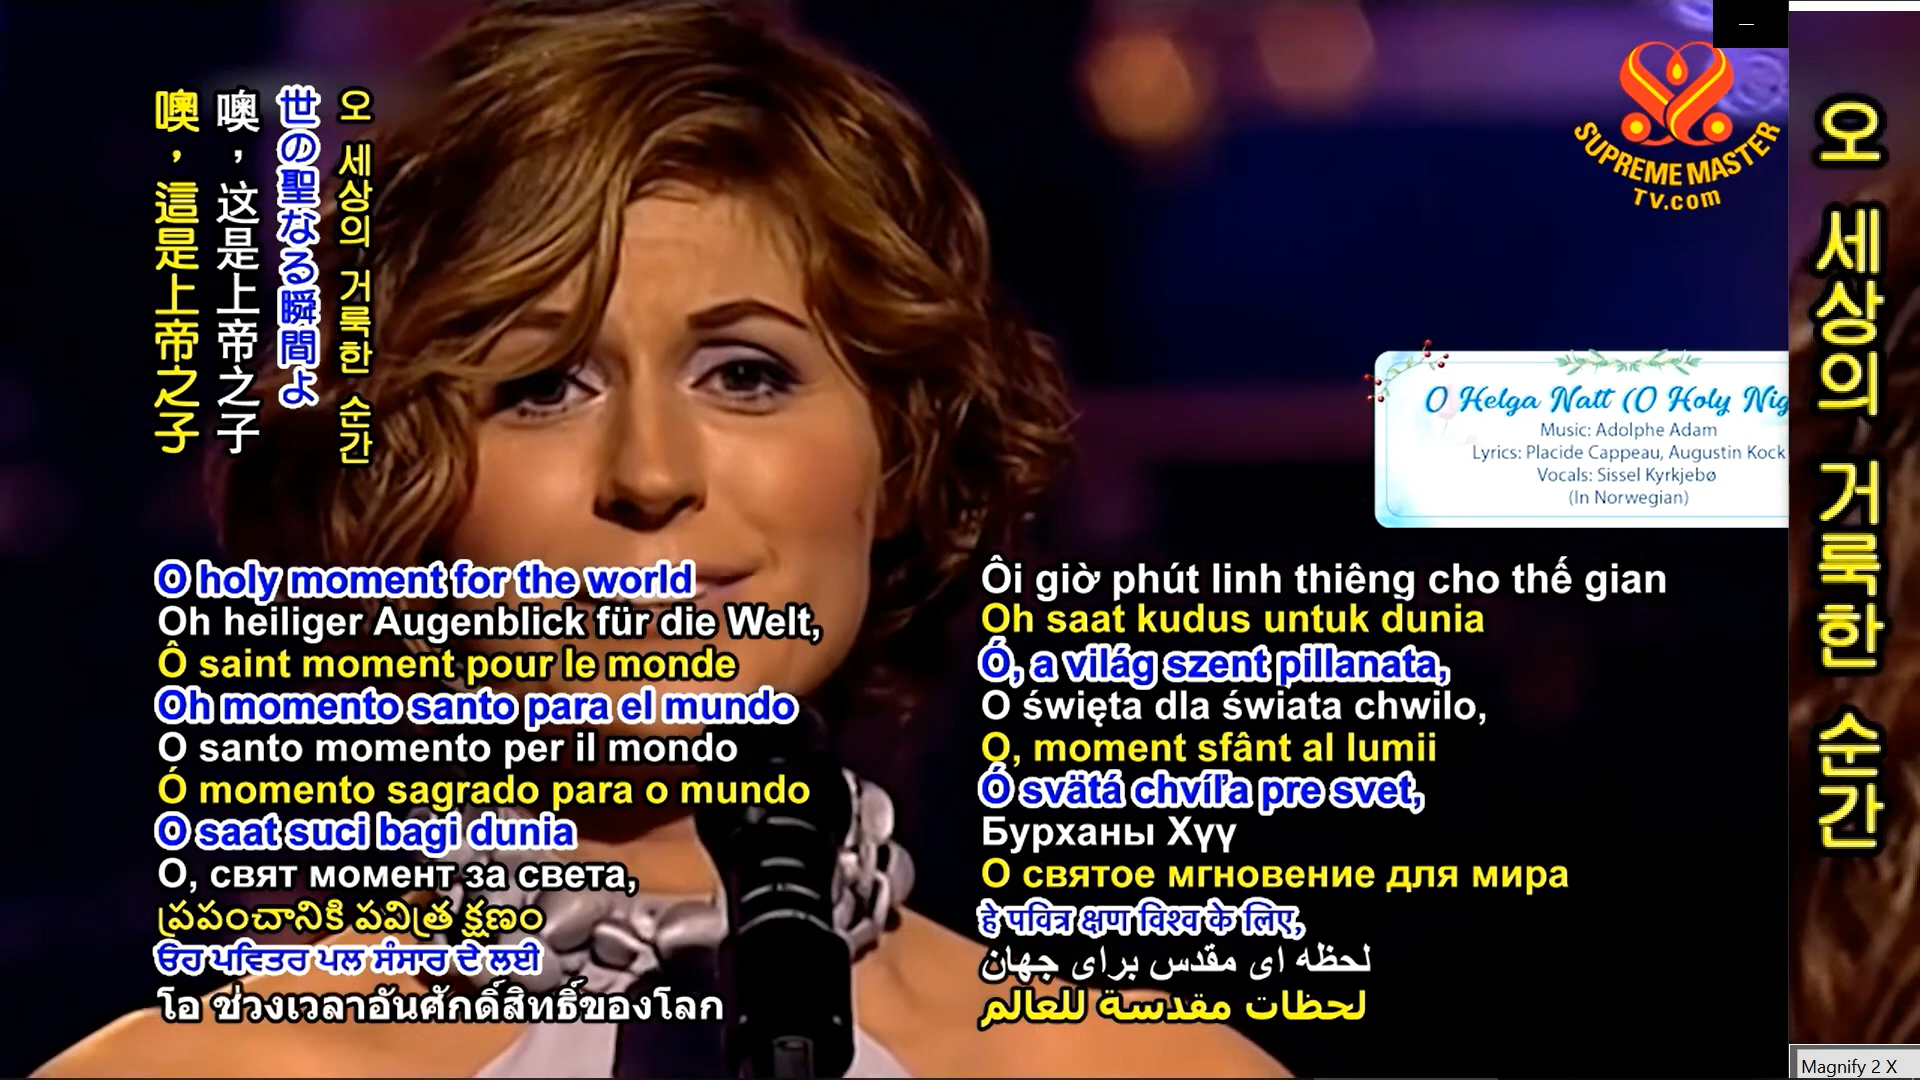 噢，這是上帝之子
噢，这是上帝之子
世の聖なる瞬間よ
오 세상의 거룩한 순간
SUPREME MASTER
TV.com
O Helga Natt (O Holy Nig
Music: Adolphe Adam
Lyrics: Placide Cappeau, Augustin Kock
Vocals: Sissel Kyrkjebø
(In Norwegian)
O holy moment for the world
Oh heiliger Augenblick für die Welt,
Ô saint moment pour le monde
Oh momento santo para el mundo
O santo momento per il mondo
Ó momento sagrado para o mundo
O saat suci bagi dunia
О, свят момент за света,
ప్రపంచానికి పవిత్ర క్షణం
ਓਹ ਪਵਿਤਰ ਪਲ ਸੰਸਾਰ ਦੇ ਲਈ
โอ ช่วงเวลาอันศักดิ์สิทธิ์ของโลก
Ôi giờ phút linh thiêng cho thế gian
Oh saat kudus untuk dunia
Ó, a világ szent pillanata,
O święta dla świata chwilo,
O, moment sfânt al lumii
Ó svätá chvíľa pre svet,
Бурханы Хүү
О святое мгновение для мира
हे पवित्र क्षण विश्व के लिए,
لحظه ای مقدس برای جهان
لحظات مقدسة للعالم
오 세상의 거룩한 순간
Magnify 2 X